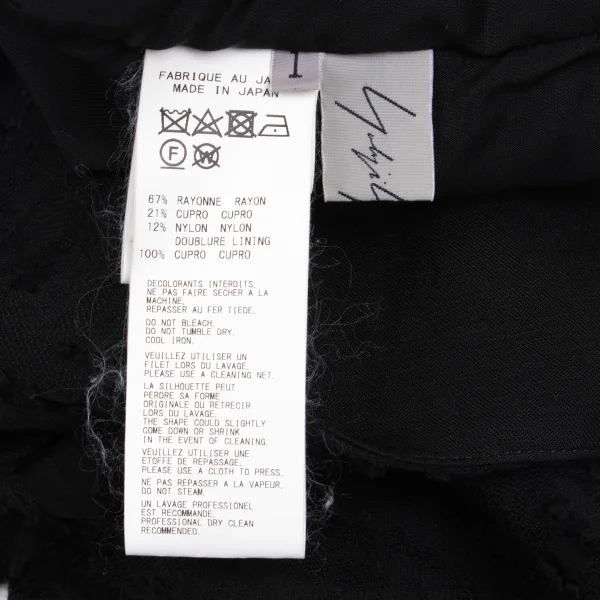 1
FABRIQUE AU JA
MADE IN JAPAN
F W
67% RAYONNE RAYON
21% CUPRO CUPRO
12% NYLON NYLON
DOUBLURE LINING
100% CUPRO CUPRO
DECOLORANTS INTERDITS.
NE PAS FAIRE SECHER A LA
MACHINE.
REPASSAGE AU FER TIEDE.
DO NOT BLEACH.
DO NOT TUMBLE DRY.
COOL IRON.
VEUILLEZ UTILISER UN
FILET LORS DU LAVAGE.
PLEASE USE A CLEANING NET.
LA SILHOUETTE PEUT
PERDRE SA FORME
ORIGINALE OU RETRECIR
LORS DU LAVAGE.
THE SHAPE COULD SLIGHTLY
COME DOWN OR SHRINK
IN THE EVENT OF CLEANING.
VEUILLEZ UTILISER UNE
ETOFFE DE REPASSAGE.
PLEASE USE A CLOTH TO PRESS.
NE PAS REPASSER A LA VAPEUR.
DO NOT STEAM.
UN LAVAGE PROFESSIONEL
EST RECOMMANDE.
PROFESSIONAL DRY CLEAN
RECOMMENDED.